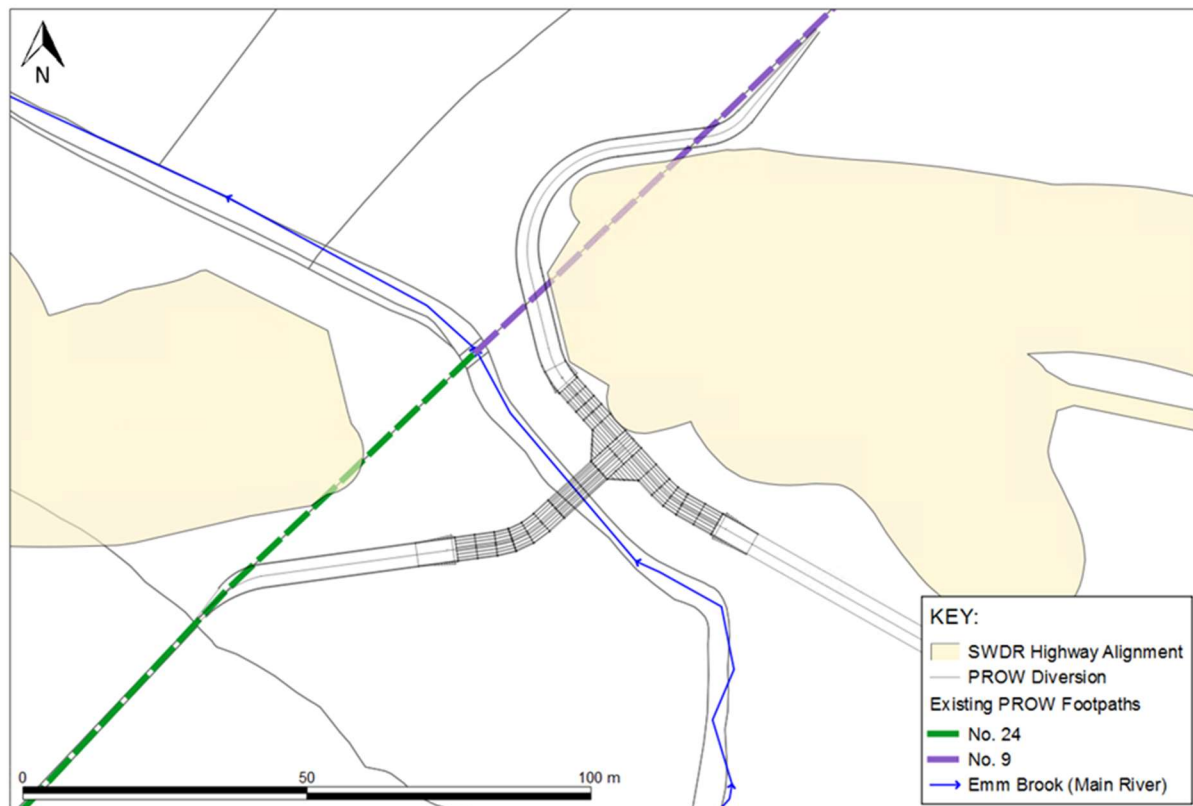 N
KEY:
SWDR Highway Alignment
PROW Diversion
Existing PROW Footpaths
No. 24
No. 9
Emm Brook (Main River)
0 50 100 m